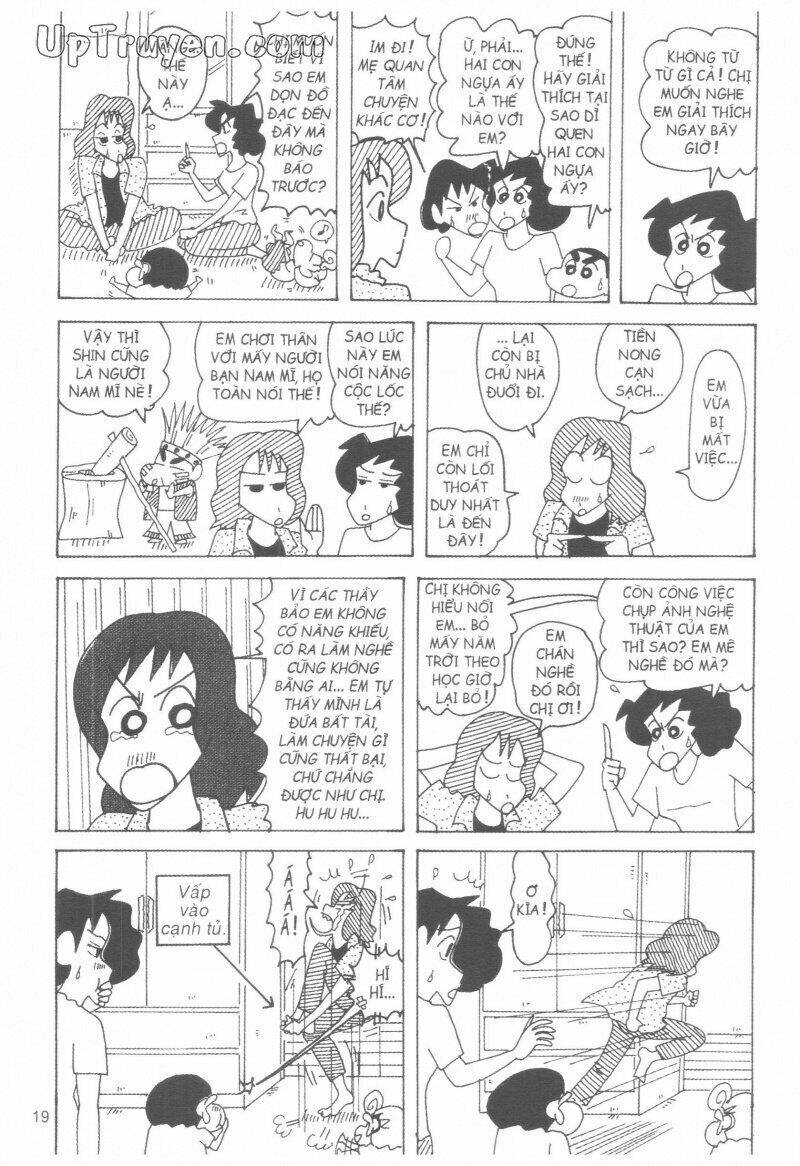 UpTruyen.com
KHÔNG TỪ
TỪ GÌ CẢ! CHỊ
MUỐN NGHE
EM GIẢI THÍCH
NGAY BÂY
GIỜ!
ĐÚNG
THẾ!
HÃY GIẢI
THÍCH TẠI
SAO DÌ
QUEN
HAI CON
NGỰA
ẤY?
Ừ, PHẢI...
HAI CON
NGỰA ẤY
LÀ THẾ
NÀO VỚI
EM?
IM ĐI!
MẸ QUAN
TÂM
CHUYỆN
KHÁC CƠ!
BIẾT VÌ
SAO EM
DỌN ĐỒ
ĐẠC ĐẾN
ĐÂY MÀ
KHÔNG
BÁO
TRƯỚC?
THẾ
NÀY
Ạ...
EM
VỪA
BỊ
MẤT
VIỆC...
TIỀN
NONG
CẠN
SẠCH...
... LẠI
CÒN BỊ
CHỦ NHÀ
ĐUỔI ĐI.
EM CHỈ
CÒN LỐI
THOÁT
DUY NHẤT
LÀ ĐẾN
ĐÂY!
SAO LÚC
NÀY EM
NÓI NĂNG
CỘC LỐC
THẾ?
EM CHƠI THÂN
VỚI MẤY NGƯỜI
BẠN NAM MĨ, HỌ
TOÀN NÓI THẾ!
VẬY THÌ
SHIN CŨNG
LÀ NGƯỜI
NAM MĨ NÈ!
CÒN CÔNG VIỆC
CHỤP ẢNH NGHỆ
THUẬT CỦA EM
THÌ SAO? EM MÊ
NGHỀ ĐÓ MÀ?
EM
CHÁN
NGHỀ
ĐÓ RỒI
CHỊ ƠI!
CHỊ KHÔNG
HIỂU NỔI
EM... BỎ
MẤY NĂM
TRỜI THEO
HỌC GIỜ
LẠI BỎ!
VÌ CÁC THẦY
BẢO EM KHÔNG
CÓ NĂNG KHIẾU,
CÓ RA LÀM NGHỀ
CŨNG KHÔNG
BẰNG AI... EM TỰ
THẤY MÌNH LÀ
ĐỨA BẤT TÀI,
LÀM CHUYỆN GÌ
CŨNG THẤT BẠI,
CHỨ CHẲNG
ĐƯỢC NHƯ CHỊ.
HU HU HU...
Ơ
KÌA!
Á
Á
Á!
HÍ
HÍ...
Vấp
vào
cạnh tủ.
19